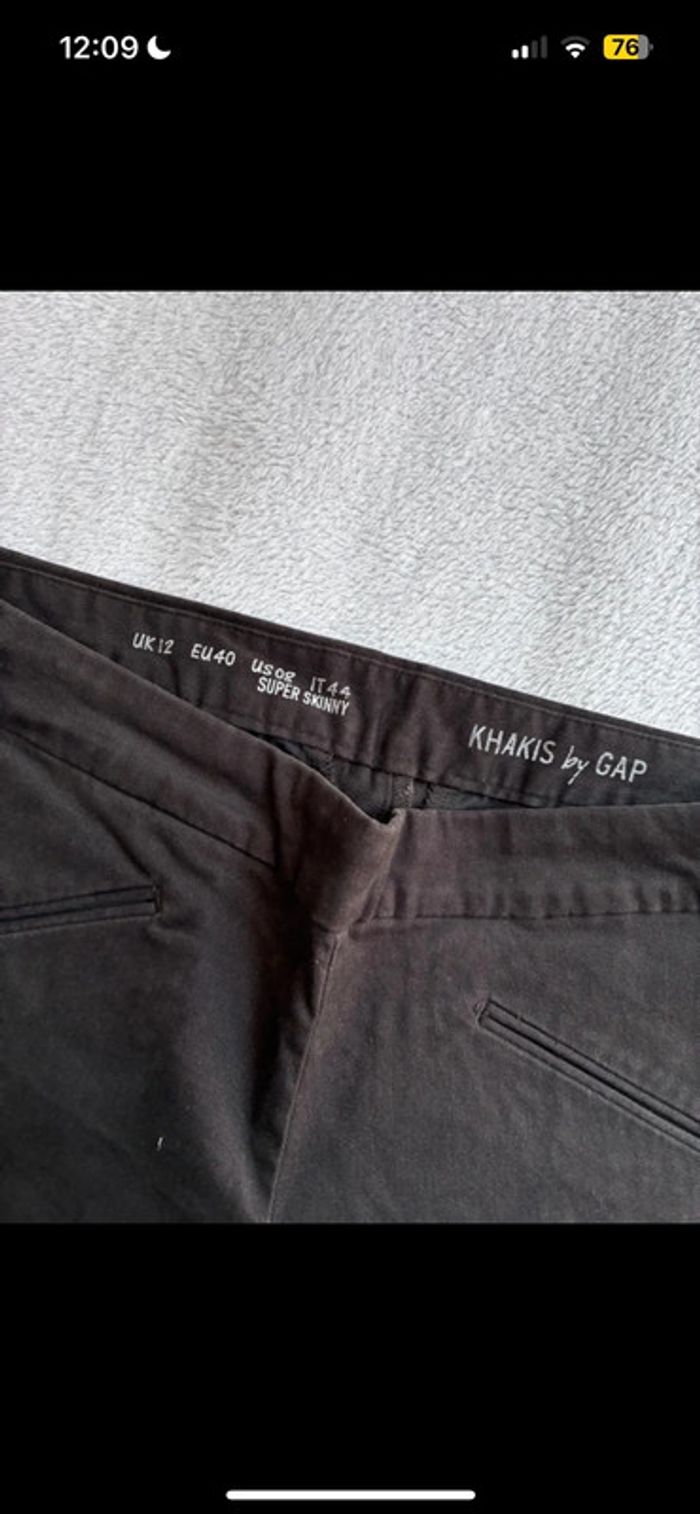 12:09
76
UK12 EU40 US08 IT44
SUPER SKINNY
KHAKIS by GAP